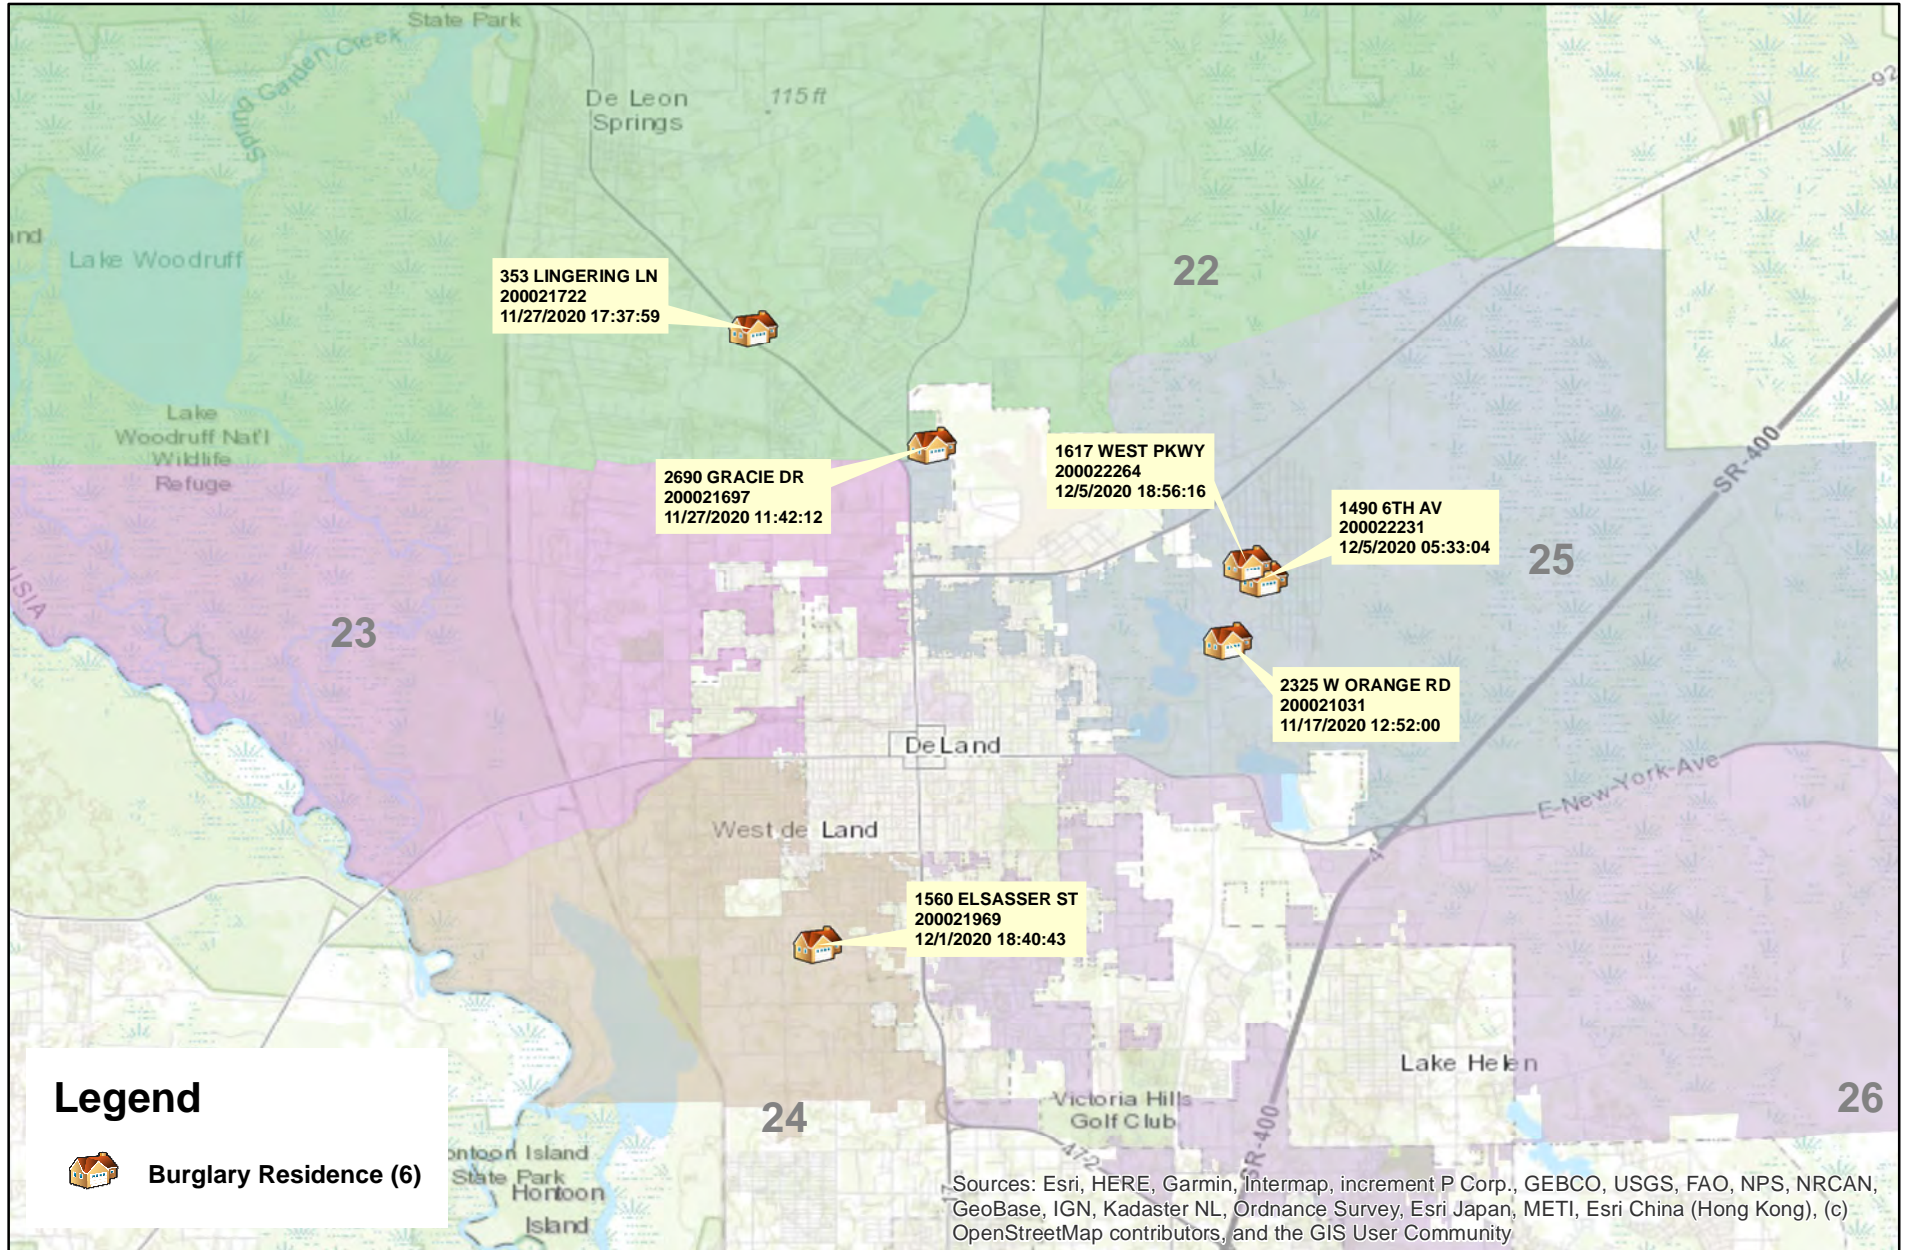 State Park
Spring Garden Creek
De Leon
Springs
115 ft
92
nd
Lake Woodruff
22
353 LINGERING LN
200021722
11/27/2020 17:37:59
Lake
Woodruff Nat'l
Wildlife
Refuge
2690 GRACIE DR
200021697
11/27/2020 11:42:12
1617 WEST PKWY
200022264
12/5/2020 18:56:16
SR-400
1490 6TH AV
200022231
12/5/2020 05:33:04
25
USIA
23
2325 W ORANGE RD
200021031
11/17/2020 12:52:00
DeLand
E-New-York-Ave
West de Land
4
1560 ELSASSER ST
200021969
12/1/2020 18:40:43
Lake Helen
26
Legend
Burglary Residence (6)
24
Victoria Hills
Golf Club
SR-400
472
17
ontoon Island
State Park
Hontoon
Island
Sources: Esri, HERE, Garmin, Intermap, increment P Corp., GEBCO, USGS, FAO, NPS, NRCAN,
GeoBase, IGN, Kadaster NL, Ordnance Survey, Esri Japan, METI, Esri China (Hong Kong), (c)
OpenStreetMap contributors, and the GIS User Community